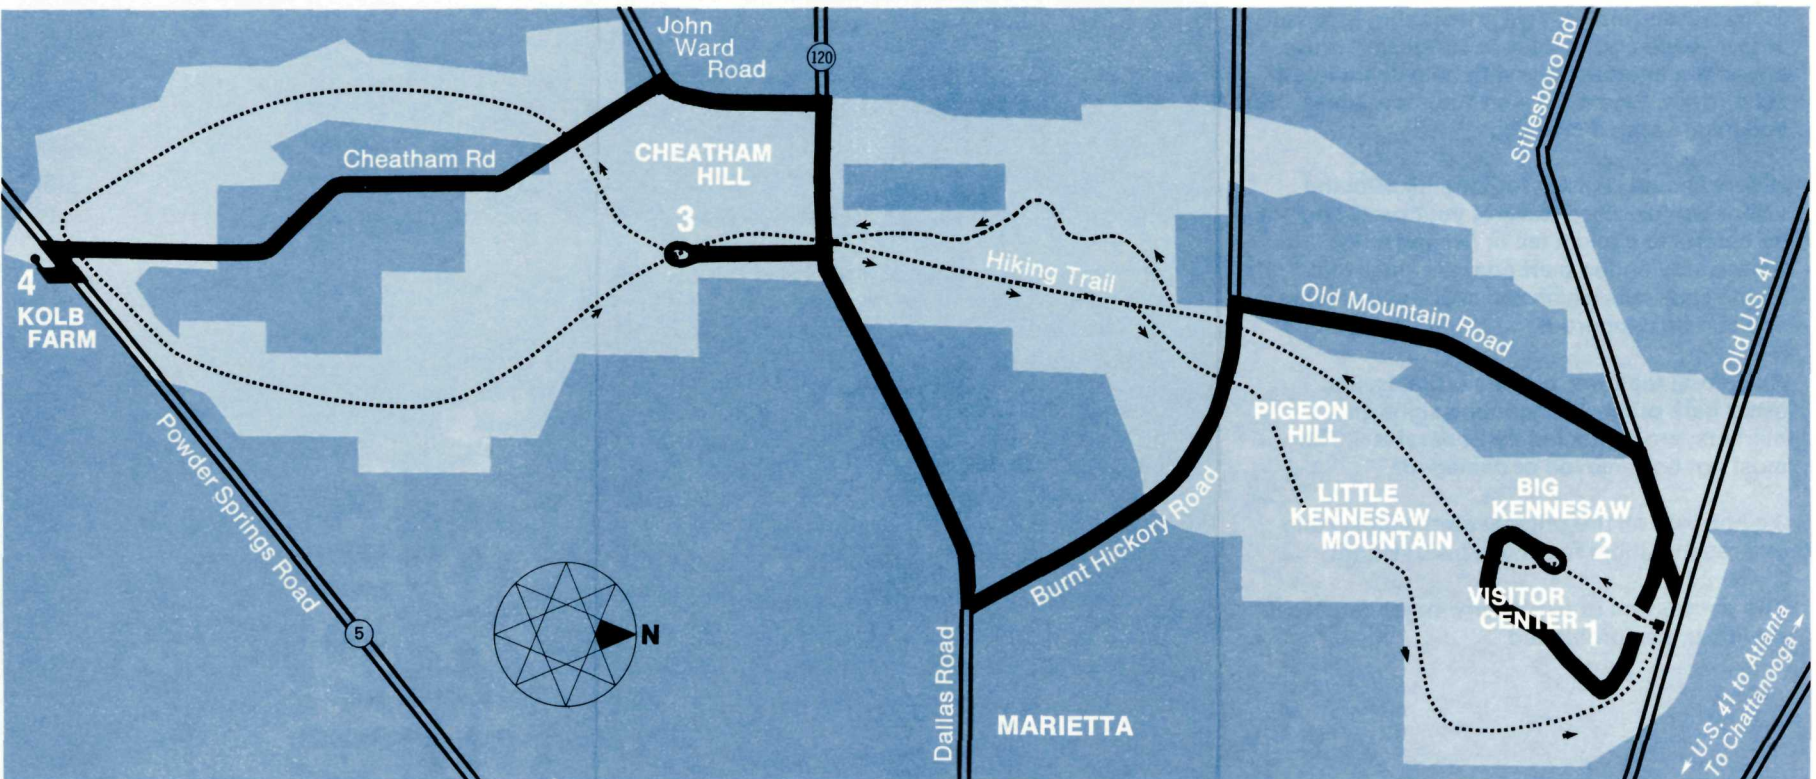 John
Ward
Road
120
Stilesboro Rd
Cheatham Rd
CHEATHAM
HILL
3
Hiking Trail
Old Mountain Road
Old U.S. 41
4
KOLB
FARM
Powder Springs Road
5
N
PIGEON
HILL
LITTLE
KENNESAW
MOUNTAIN
BIG
KENNESAW
2
VISITOR
CENTER
1
Burnt Hickory Road
Dallas Road
MARIETTA
U.S. 41 to Atlanta
To Chattanooga